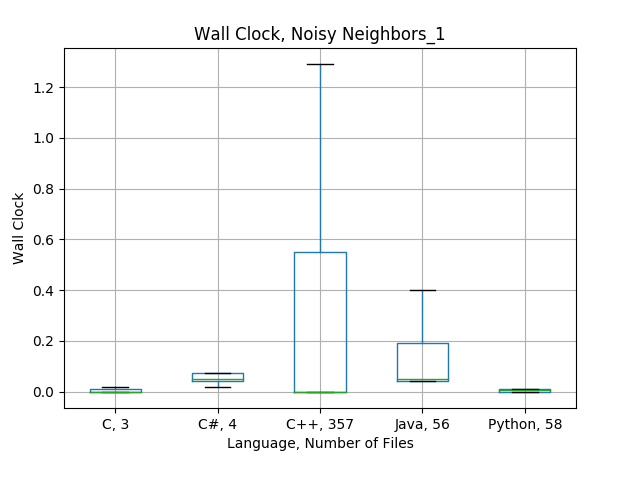 Wall Clock, Noisy Neighbors_1
Wall Clock
1.2
1.0
0.8
0.6
0.4
0.2
0.0
C, 3
C#, 4
C++, 357
Java, 56
Python, 58
Language, Number of Files